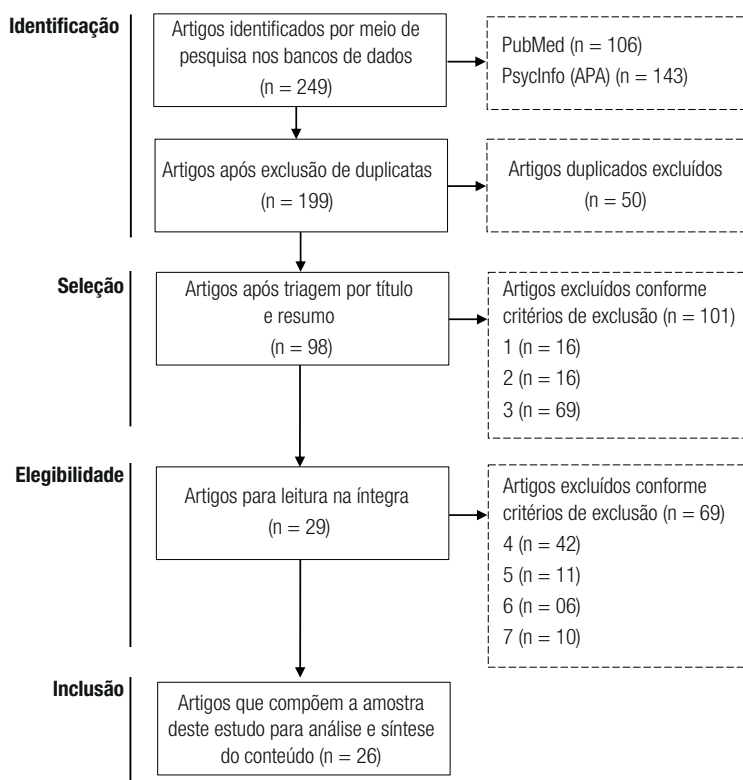 Identificação
Artigos identificados por meio de
pesquisa nos bancos de dados
(n = 249)
PubMed (n = 106)
PsycInfo (APA) (n = 143)
Artigos após exclusão de duplicatas
(n = 199)
Artigos duplicados excluídos
(n = 50)
Seleção
Artigos após triagem por título
e resumo
(n = 98)
Artigos excluídos conforme
critérios de exclusão (n = 101)
1 (n = 16)
2 (n = 16)
3 (n = 69)
Elegibilidade
Artigos para leitura na íntegra
(n = 29)
Artigos excluídos conforme
critérios de exclusão (n = 69)
4 (n = 42)
5 (n = 11)
6 (n = 06)
7 (n = 10)
Inclusão
Artigos que compõem a amostra
deste estudo para análise e síntese
do conteúdo (n = 26)